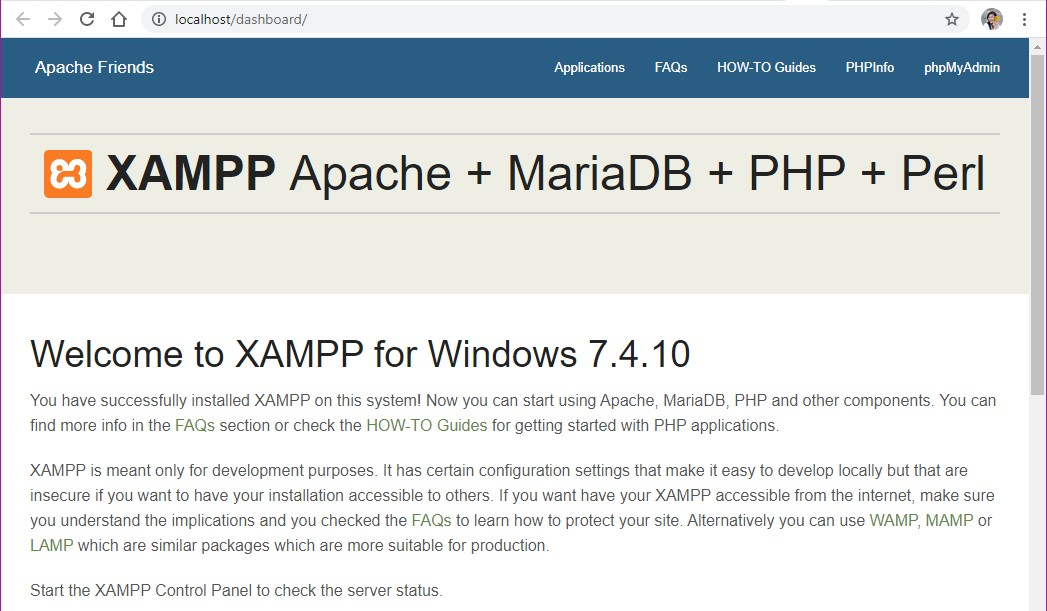 localhost/dashboard/
Apache Friends
Applications
FAQs
HOW-TO Guides
PHPInfo
phpMyAdmin
XAMPP Apache + MariaDB + PHP + Perl
Welcome to XAMPP for Windows 7.4.10
You have successfully installed XAMPP on this system! Now you can start using Apache, MariaDB, PHP and other components. You can
find more info in the FAQs section or check the HOW-TO Guides for getting started with PHP applications.
XAMPP is meant only for development purposes. It has certain configuration settings that make it easy to develop locally but that are
insecure if you want to have your installation accessible to others. If you want have your XAMPP accessible from the internet, make sure
you understand the implications and you checked the FAQs to learn how to protect your site. Alternatively you can use WAMP, MAMP or
LAMP which are similar packages which are more suitable for production.
Start the XAMPP Control Panel to check the server status.